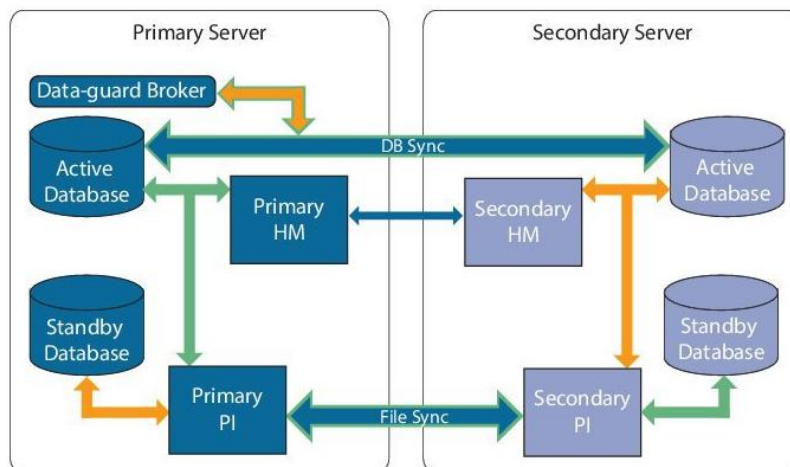 Primary Server
Secondary Server
Data-guard Broker
DB Sync
Active
Database
Active
Database
Primary
HM
Secondary
HM
Standby
Database
Standby
Database
Primary
PI
File Sync
Secondary
PI